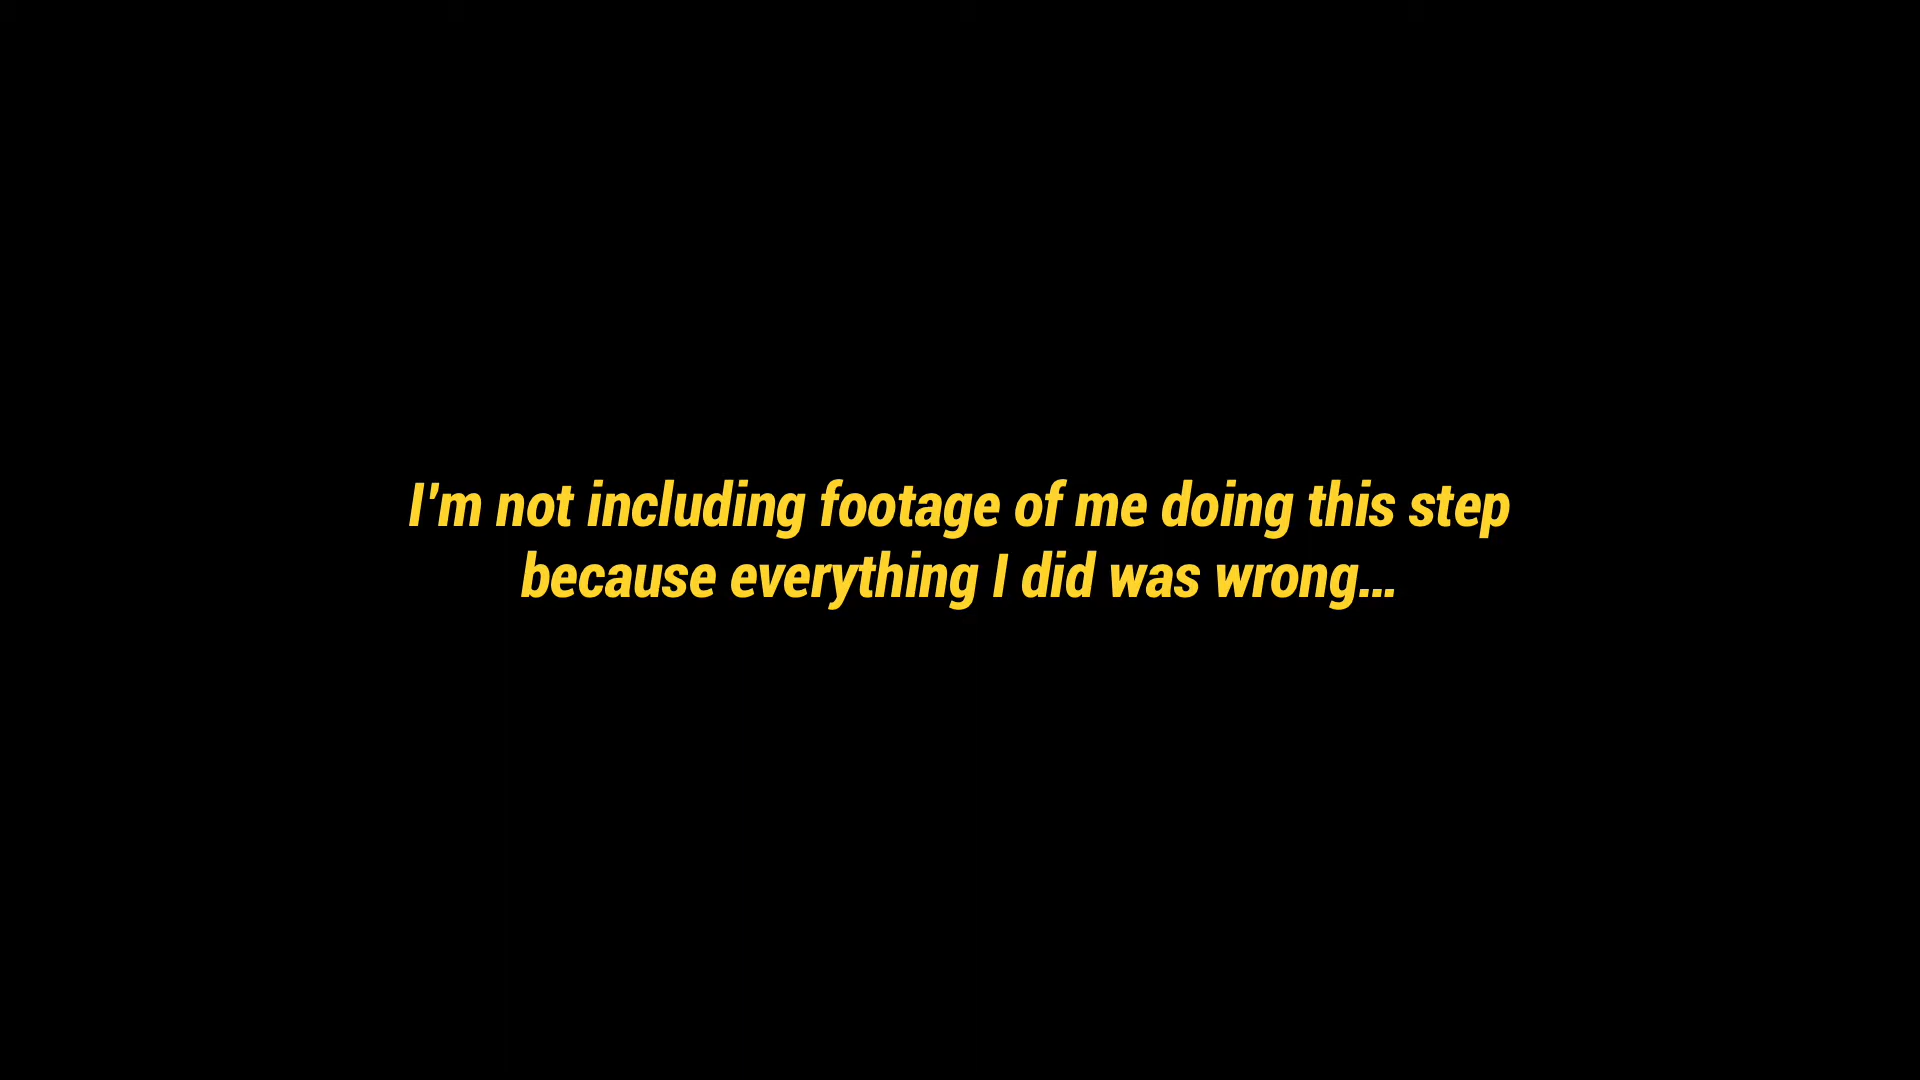 I'm not including footage of me doing this step
because everything I did was wrong...